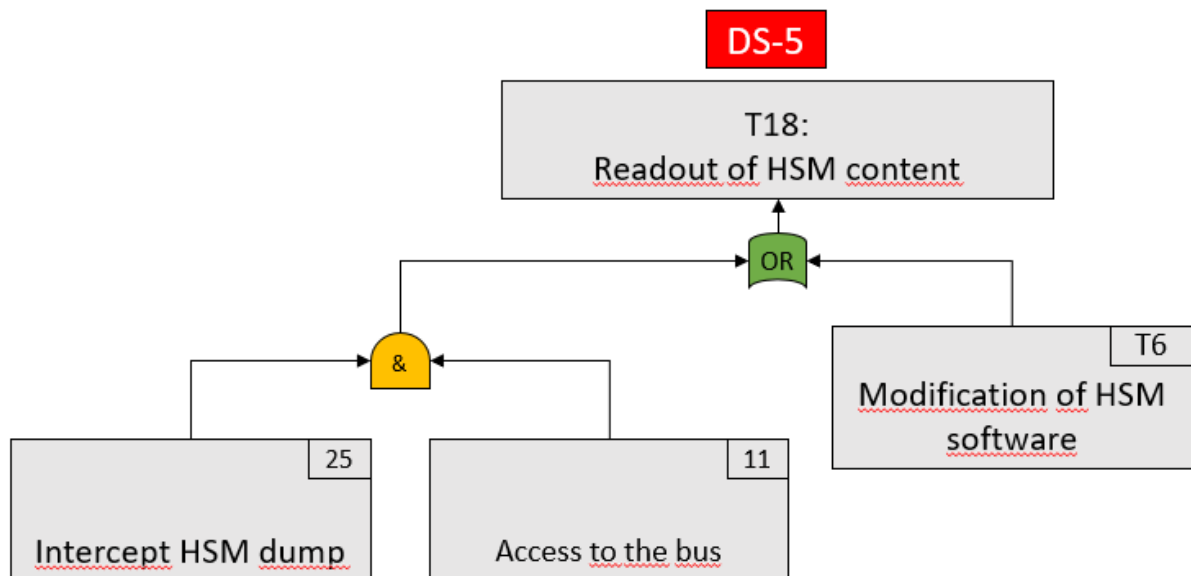 DS-5
T18:
Readout of HSM content
OR
&
T6
Modification of HSM
software
25
Intercept HSM dump
11
Access to the bus